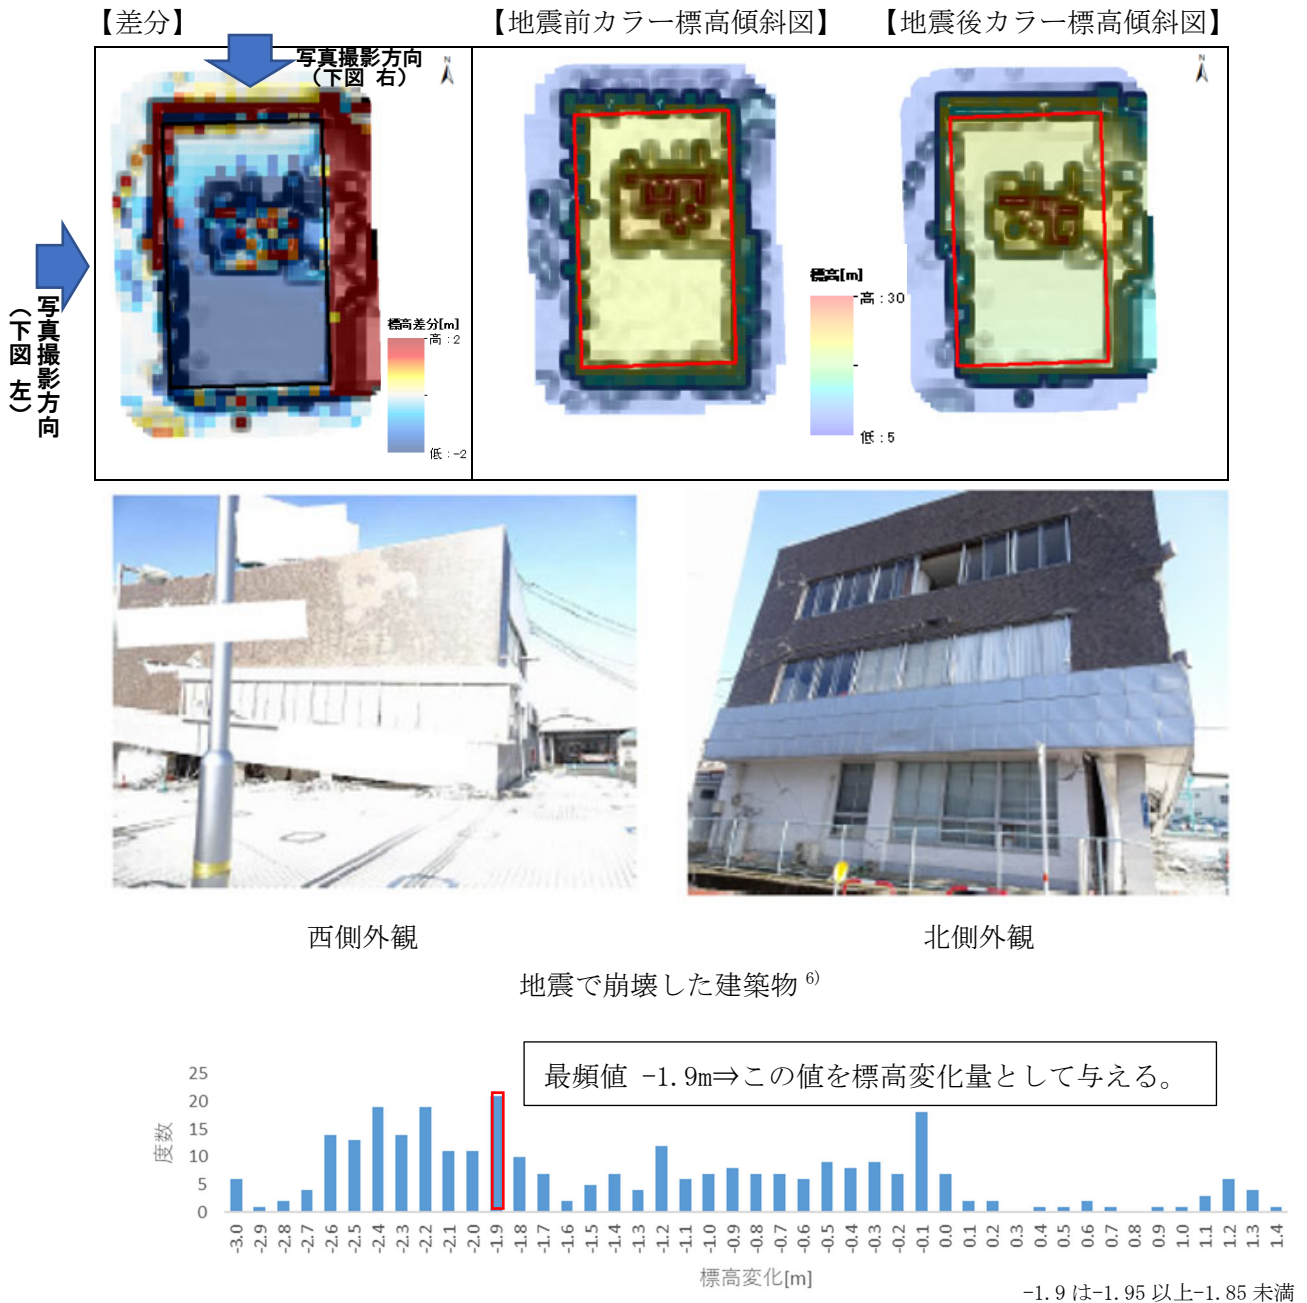 【差分】
【地震前カラー標高傾斜図】
【地震後カラー標高傾斜図】
写真撮影方向
（下図 右）
N
N
写真撮影方向
（下図 左）
標高差分[m]
高：2
低：-2
標高[m]
高：30
低：5
西側外観
北側外観
地震で崩壊した建築物 6)
最頻値 -1.9m⇒この値を標高変化量として与える。
度数
25
20
15
10
5
0
-3.0 -2.9 -2.8 -2.7 -2.6 -2.5 -2.4 -2.3 -2.2 -2.1 -2.0 -1.9 -1.8 -1.7 -1.6 -1.5 -1.4 -1.3 -1.2 -1.1 -1.0 -0.9 -0.8 -0.7 -0.6 -0.5 -0.4 -0.3 -0.2 -0.1 0.0 0.1 0.2 0.3 0.4 0.5 0.6 0.7 0.8 0.9 1.0 1.1 1.2 1.3 1.4
標高変化[m]
-1.9 は-1.95 以上-1.85 未満